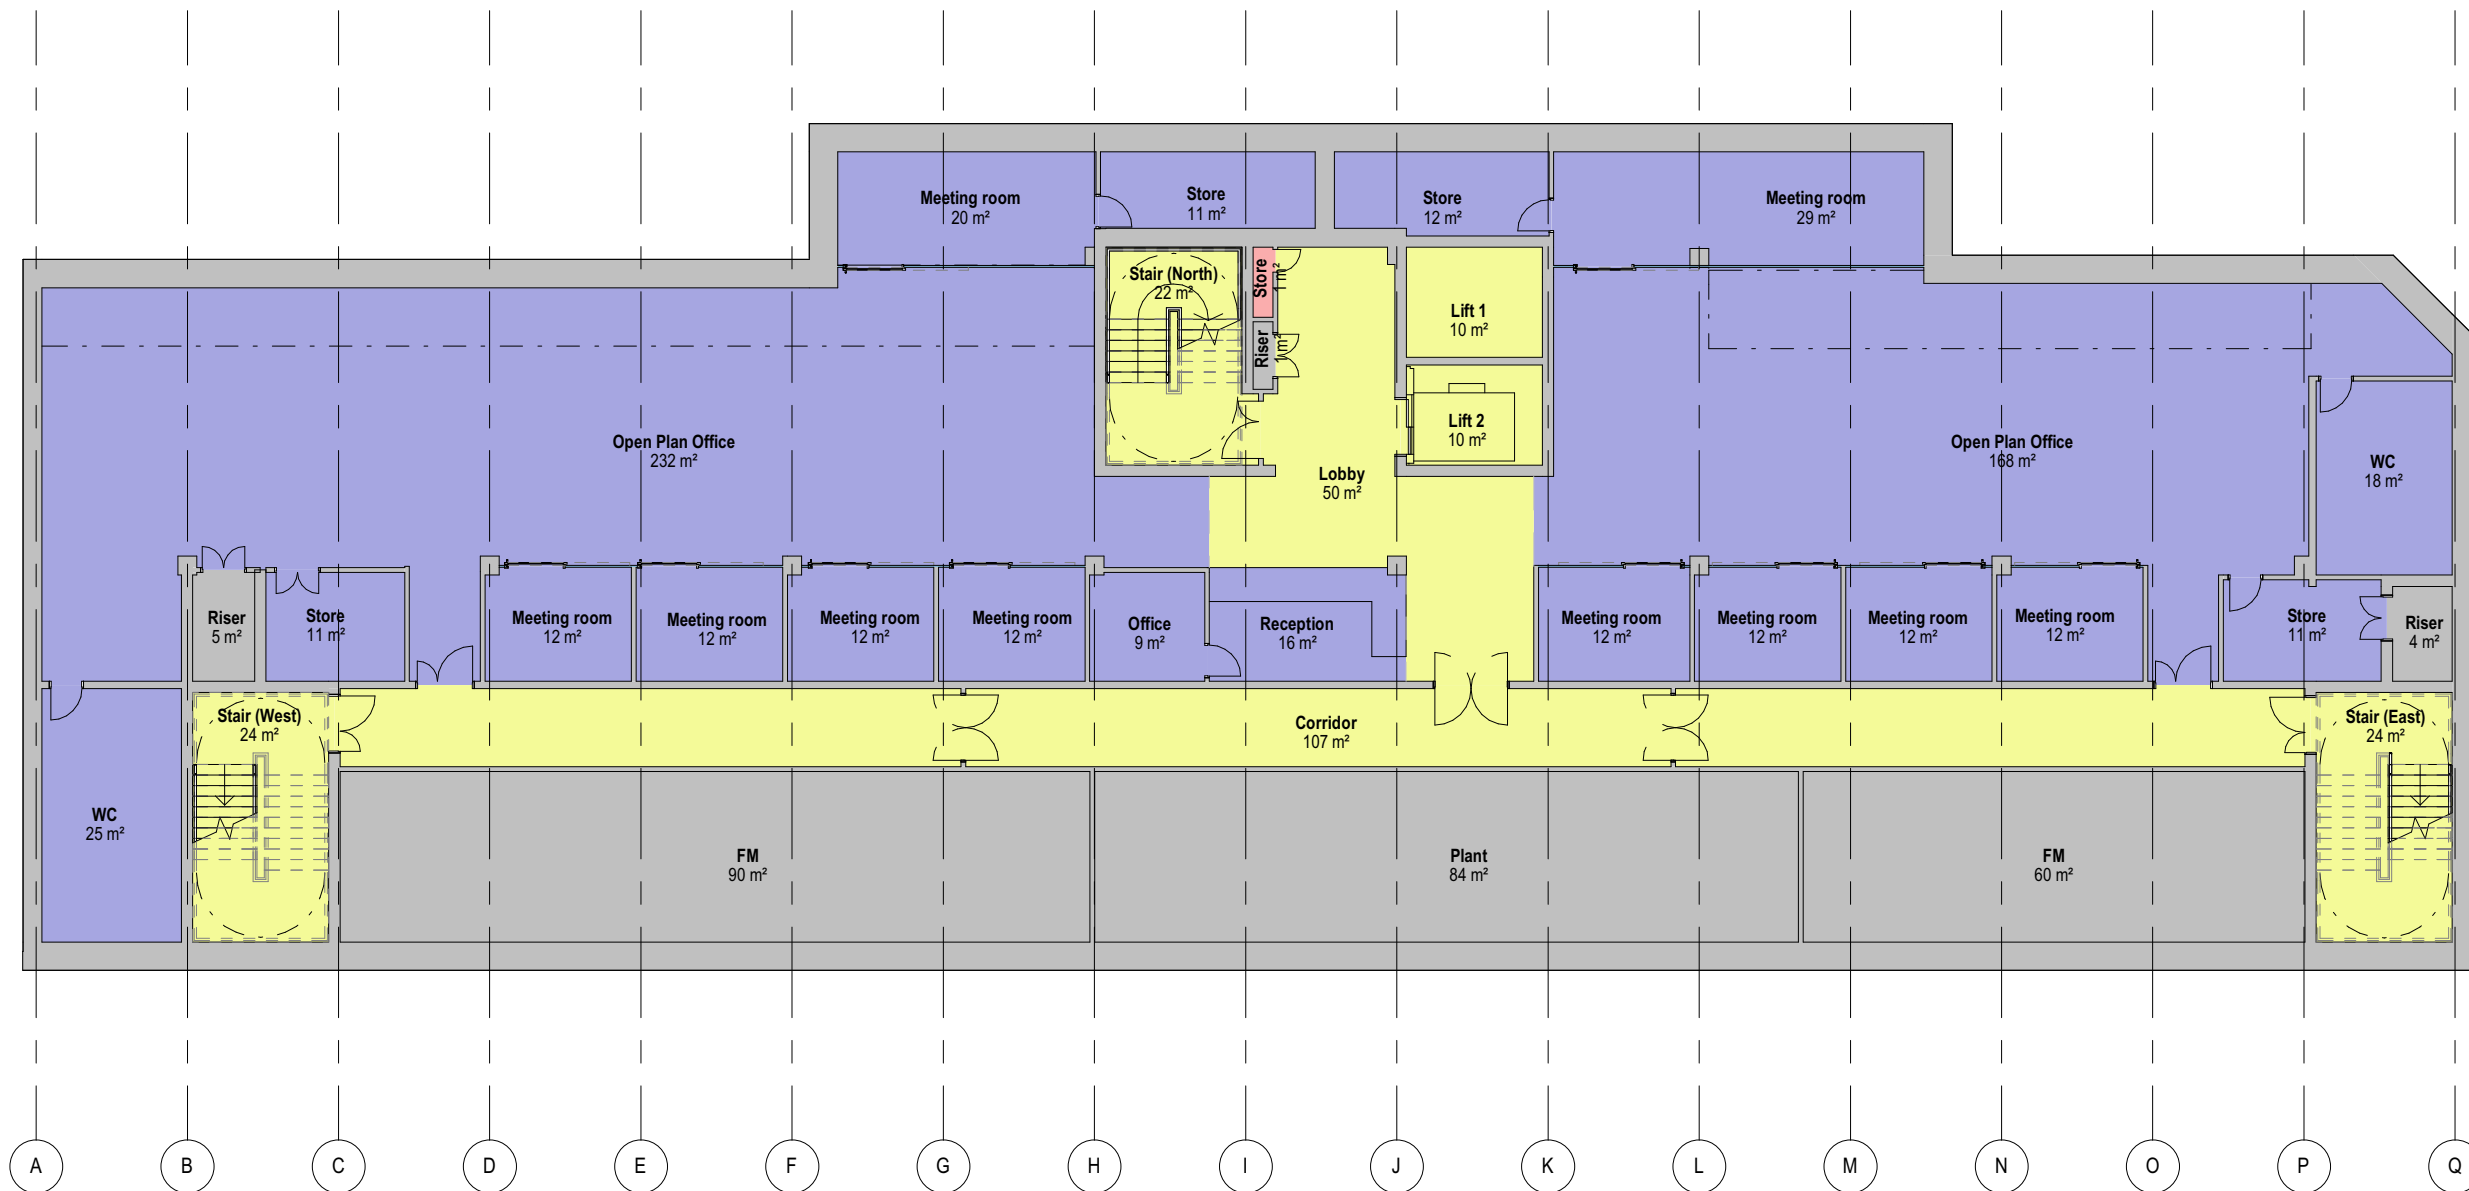 Meeting room
20 m²
Store
11 m²
Store
12 m²
Meeting room
29 m²
Stair (North)
22 m²
Store
1 m²
Riser
1 m²
Lift 1
10 m²
Lift 2
10 m²
Open Plan Office
232 m²
Lobby
50 m²
Open Plan Office
168 m²
WC
18 m²
Riser
5 m²
Store
11 m²
Meeting room
12 m²
Meeting room
12 m²
Meeting room
12 m²
Meeting room
12 m²
Office
9 m²
Reception
16 m²
Meeting room
12 m²
Meeting room
12 m²
Meeting room
12 m²
Meeting room
12 m²
Store
11 m²
Riser
4 m²
Stair (West)
24 m²
Corridor
107 m²
Stair (East)
24 m²
WC
25 m²
FM
90 m²
Plant
84 m²
FM
60 m²
A
B
C
D
E
F
G
H
I
J
K
L
M
N
O
P
Q